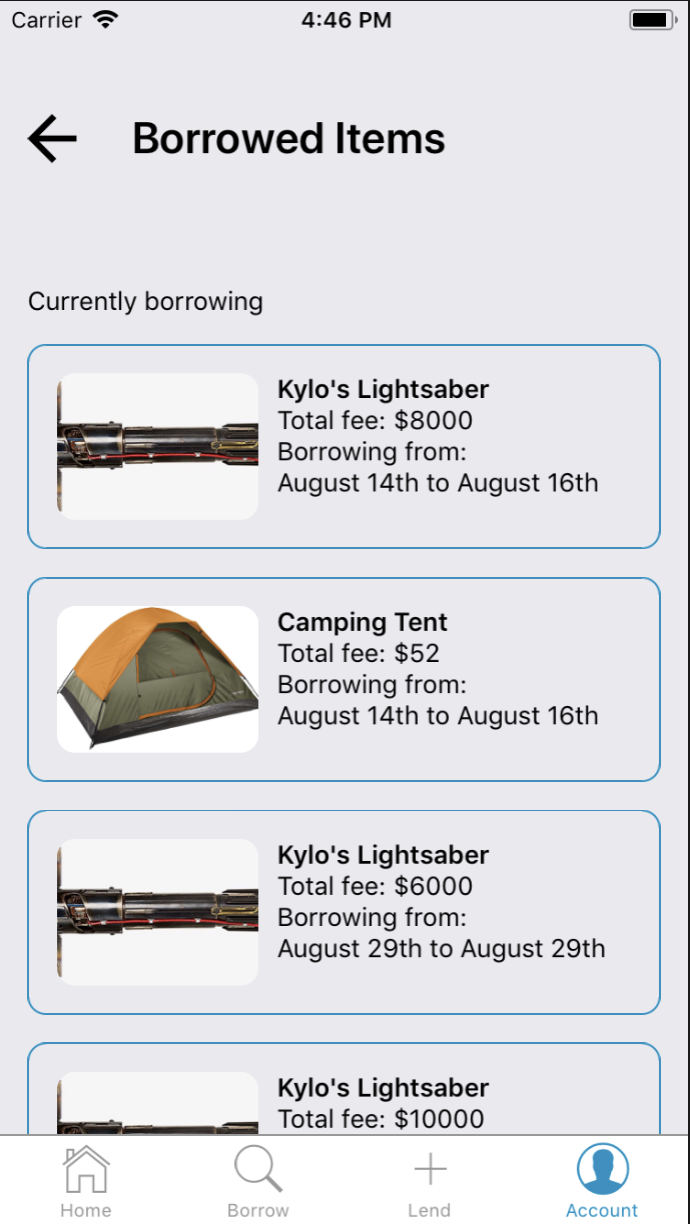 Carrier
4:46 PM
Borrowed Items
Currently borrowing
Kylo's Lightsaber
Total fee: $8000
Borrowing from:
August 14th to August 16th
Camping Tent
Total fee: $52
Borrowing from:
August 14th to August 16th
Kylo's Lightsaber
Total fee: $6000
Borrowing from:
August 29th to August 29th
Kylo's Lightsaber
Total fee: $10000
Home
Borrow
Lend
Account